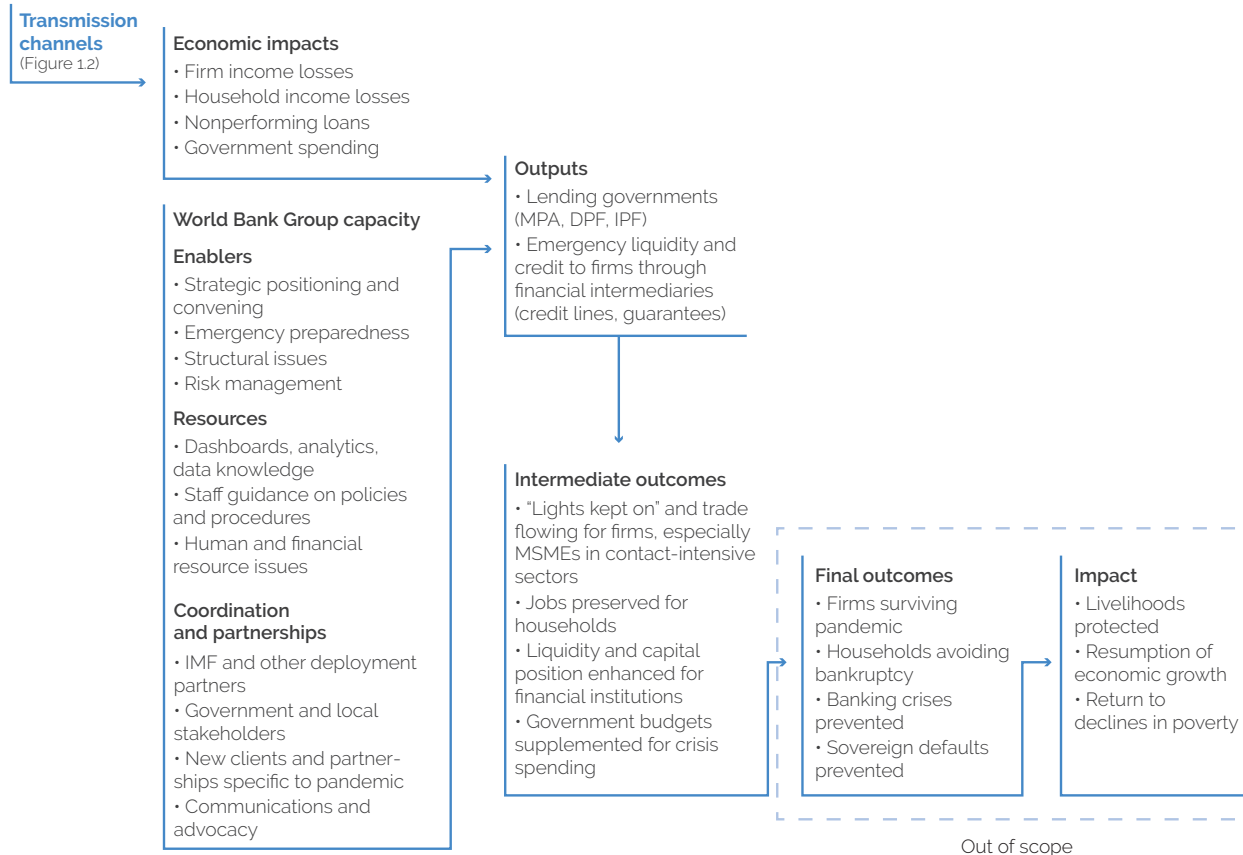 Transmission
channels
(Figure 1.2)
Economic impacts
• Firm income losses
• Household income losses
• Nonperforming loans
• Government spending
World Bank Group capacity
Enablers
• Strategic positioning and
convening
• Emergency preparedness
• Structural issues
• Risk management
Resources
• Dashboards, analytics,
data knowledge
• Staff guidance on policies
and procedures
• Human and financial
resource issues
Coordination
and partnerships
• IMF and other deployment
partners
• Government and local
stakeholders
• New clients and partner-
ships specific to pandemic
• Communications and
advocacy
Outputs
• Lending governments
(MPA, DPF, IPF)
• Emergency liquidity and
credit to firms through
financial intermediaries
(credit lines, guarantees)
Intermediate outcomes
• “Lights kept on” and trade
flowing for firms, especially
MSMEs in contact-intensive
sectors
• Jobs preserved for
households
• Liquidity and capital
position enhanced for
financial institutions
• Government budgets
supplemented for crisis
spending
Final outcomes
• Firms surviving
pandemic
• Households avoiding
bankruptcy
• Banking crises
prevented
• Sovereign defaults
prevented
Impact
• Livelihoods
protected
• Resumption of
economic growth
• Return to
declines in poverty
Out of scope